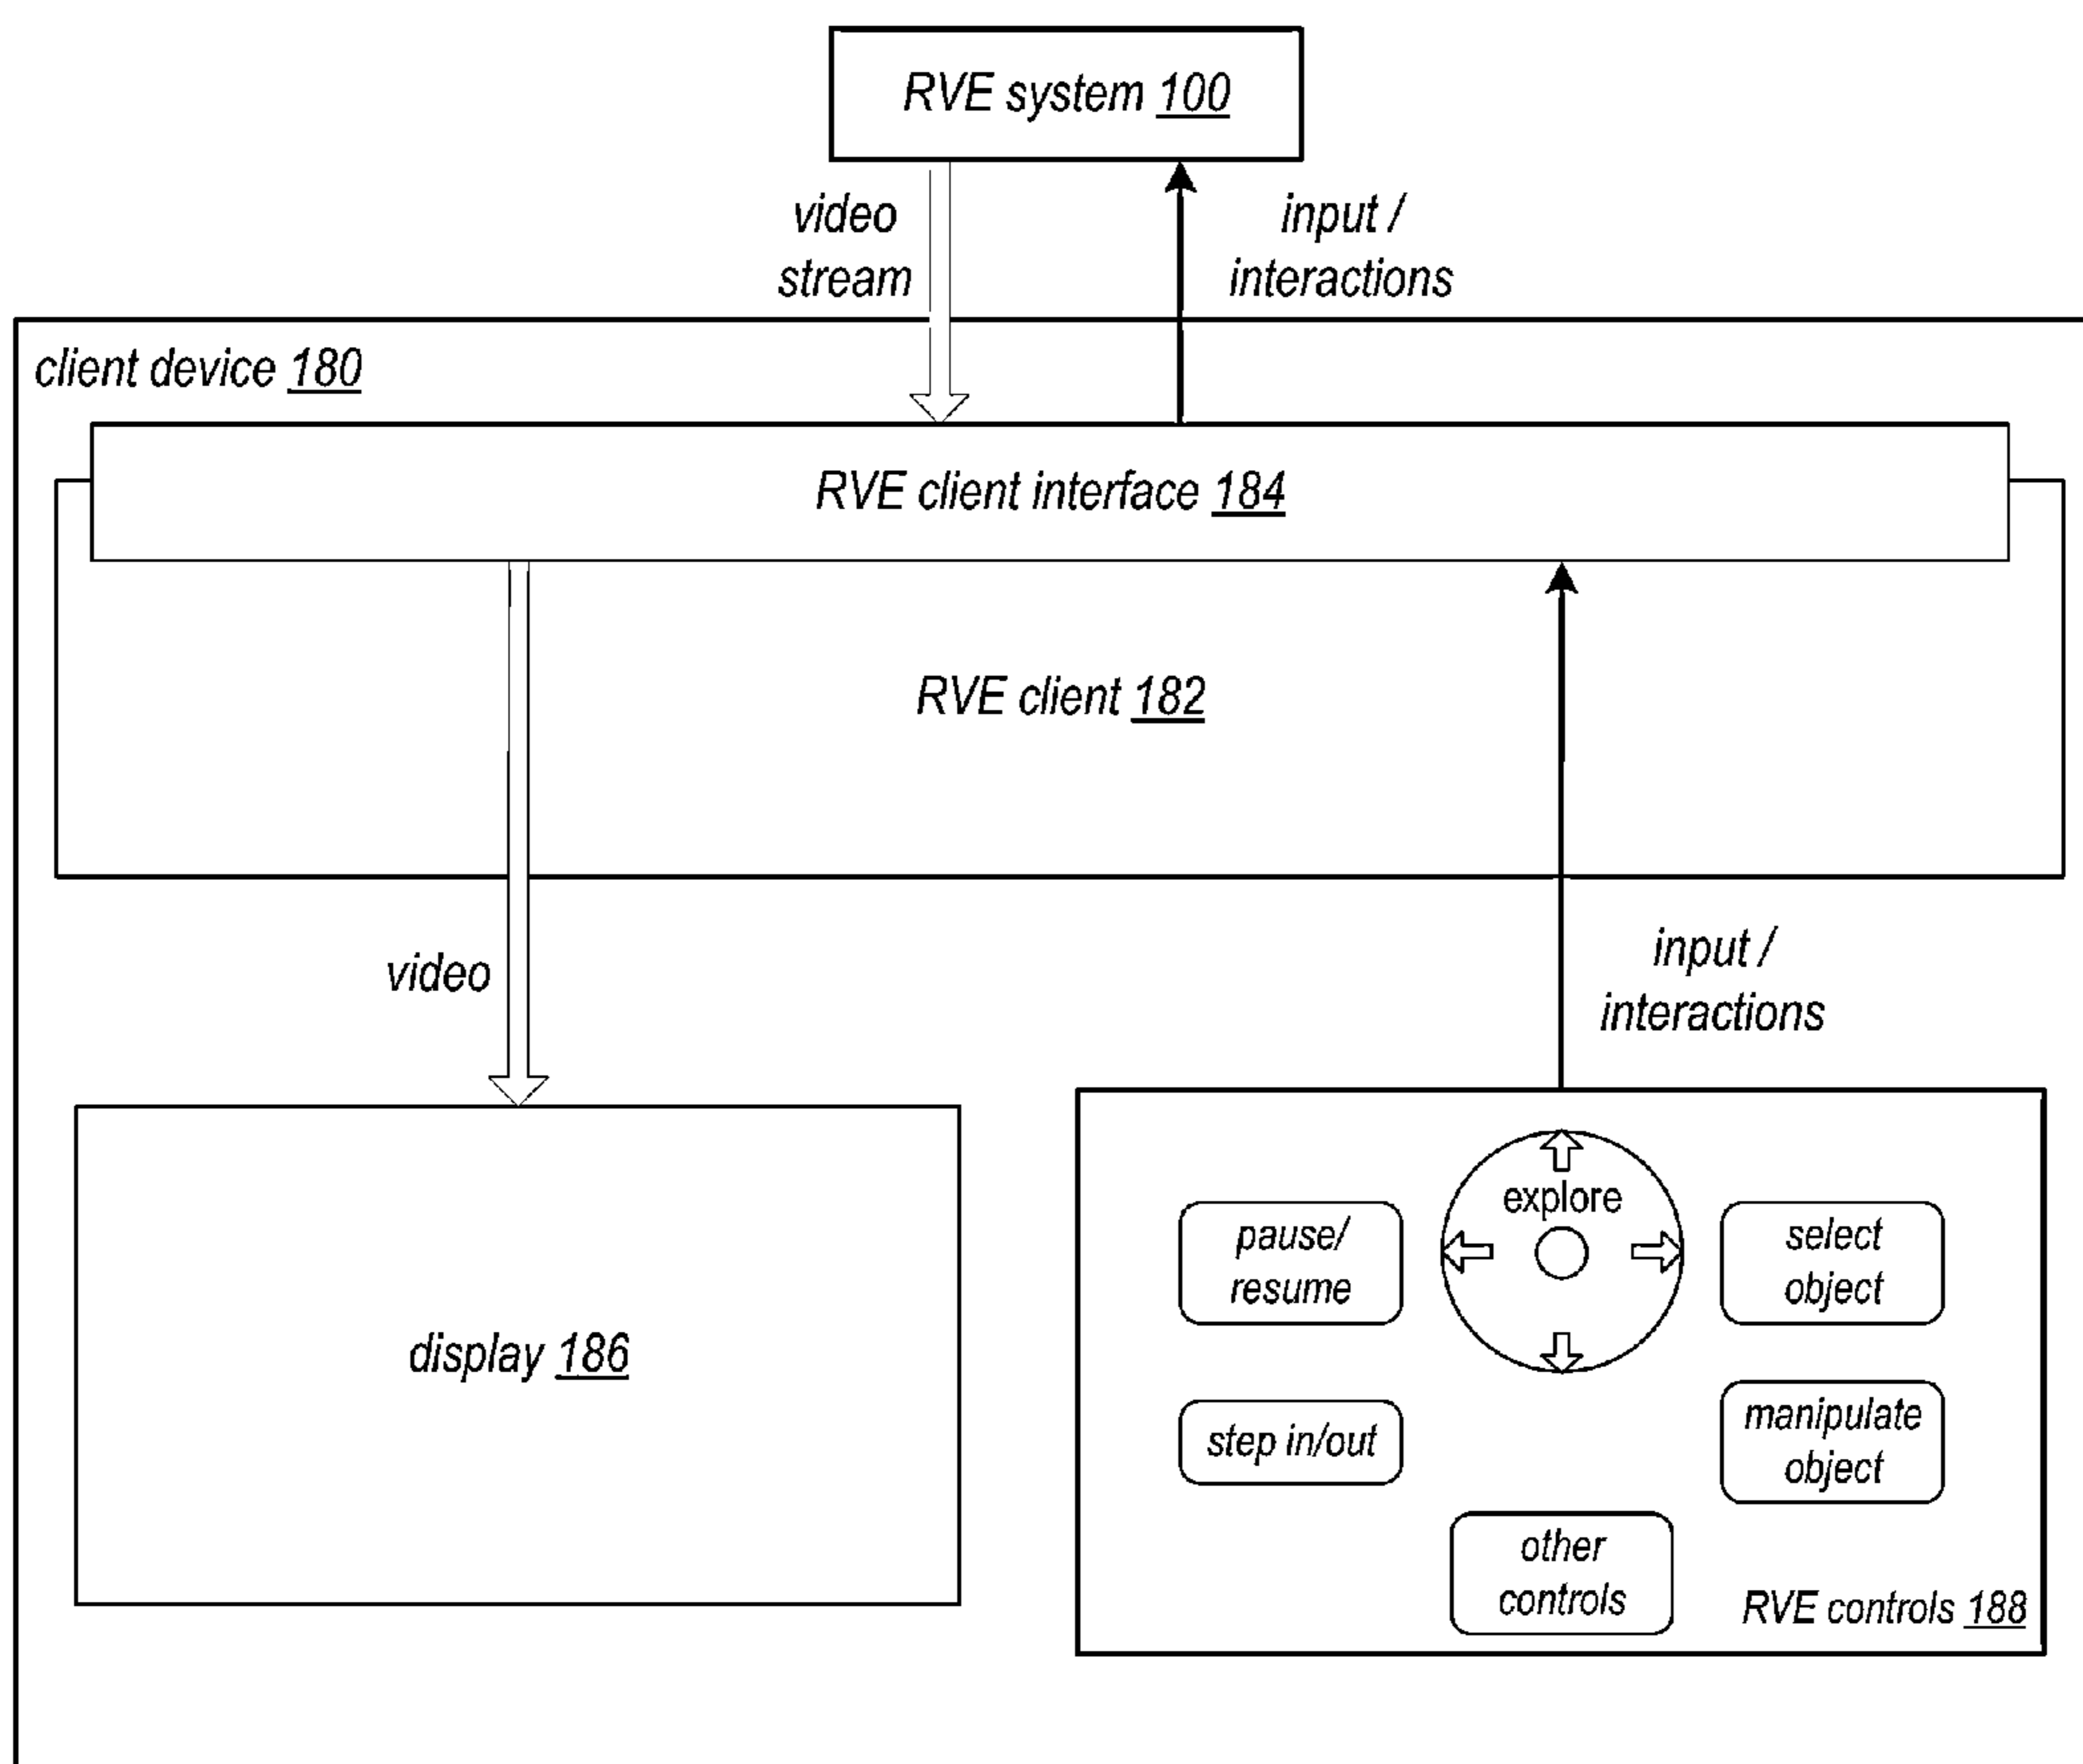 RVE system 100
video
stream
input /
interactions
client device 180
RVE client interface 184
RVE client 182
video
input /
interactions
display 186
explore
pause/
resume
select
object
step in/out
manipulate
object
other
controls
RVE controls 188